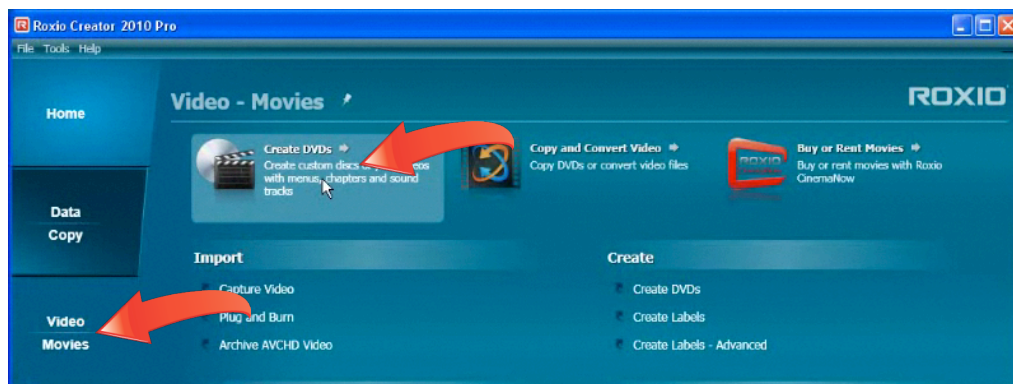 Roxio Creator 2010 Pro
File Tools Help
Home
Video - Movies
ROXIO
Create DVDs
Create custom discs
with menus, chapters and sound
tracks
Copy and Convert Video
Copy DVDs or convert video files
ROXIO
Buy or Rent Movies
Buy or rent movies with Roxio
CinemaNow
Data
Copy
Import
Create
Capture Video
Create DVDs
Video
Plug and Burn
Create Labels
Movies
Archive AVCHD Video
Create Labels - Advanced